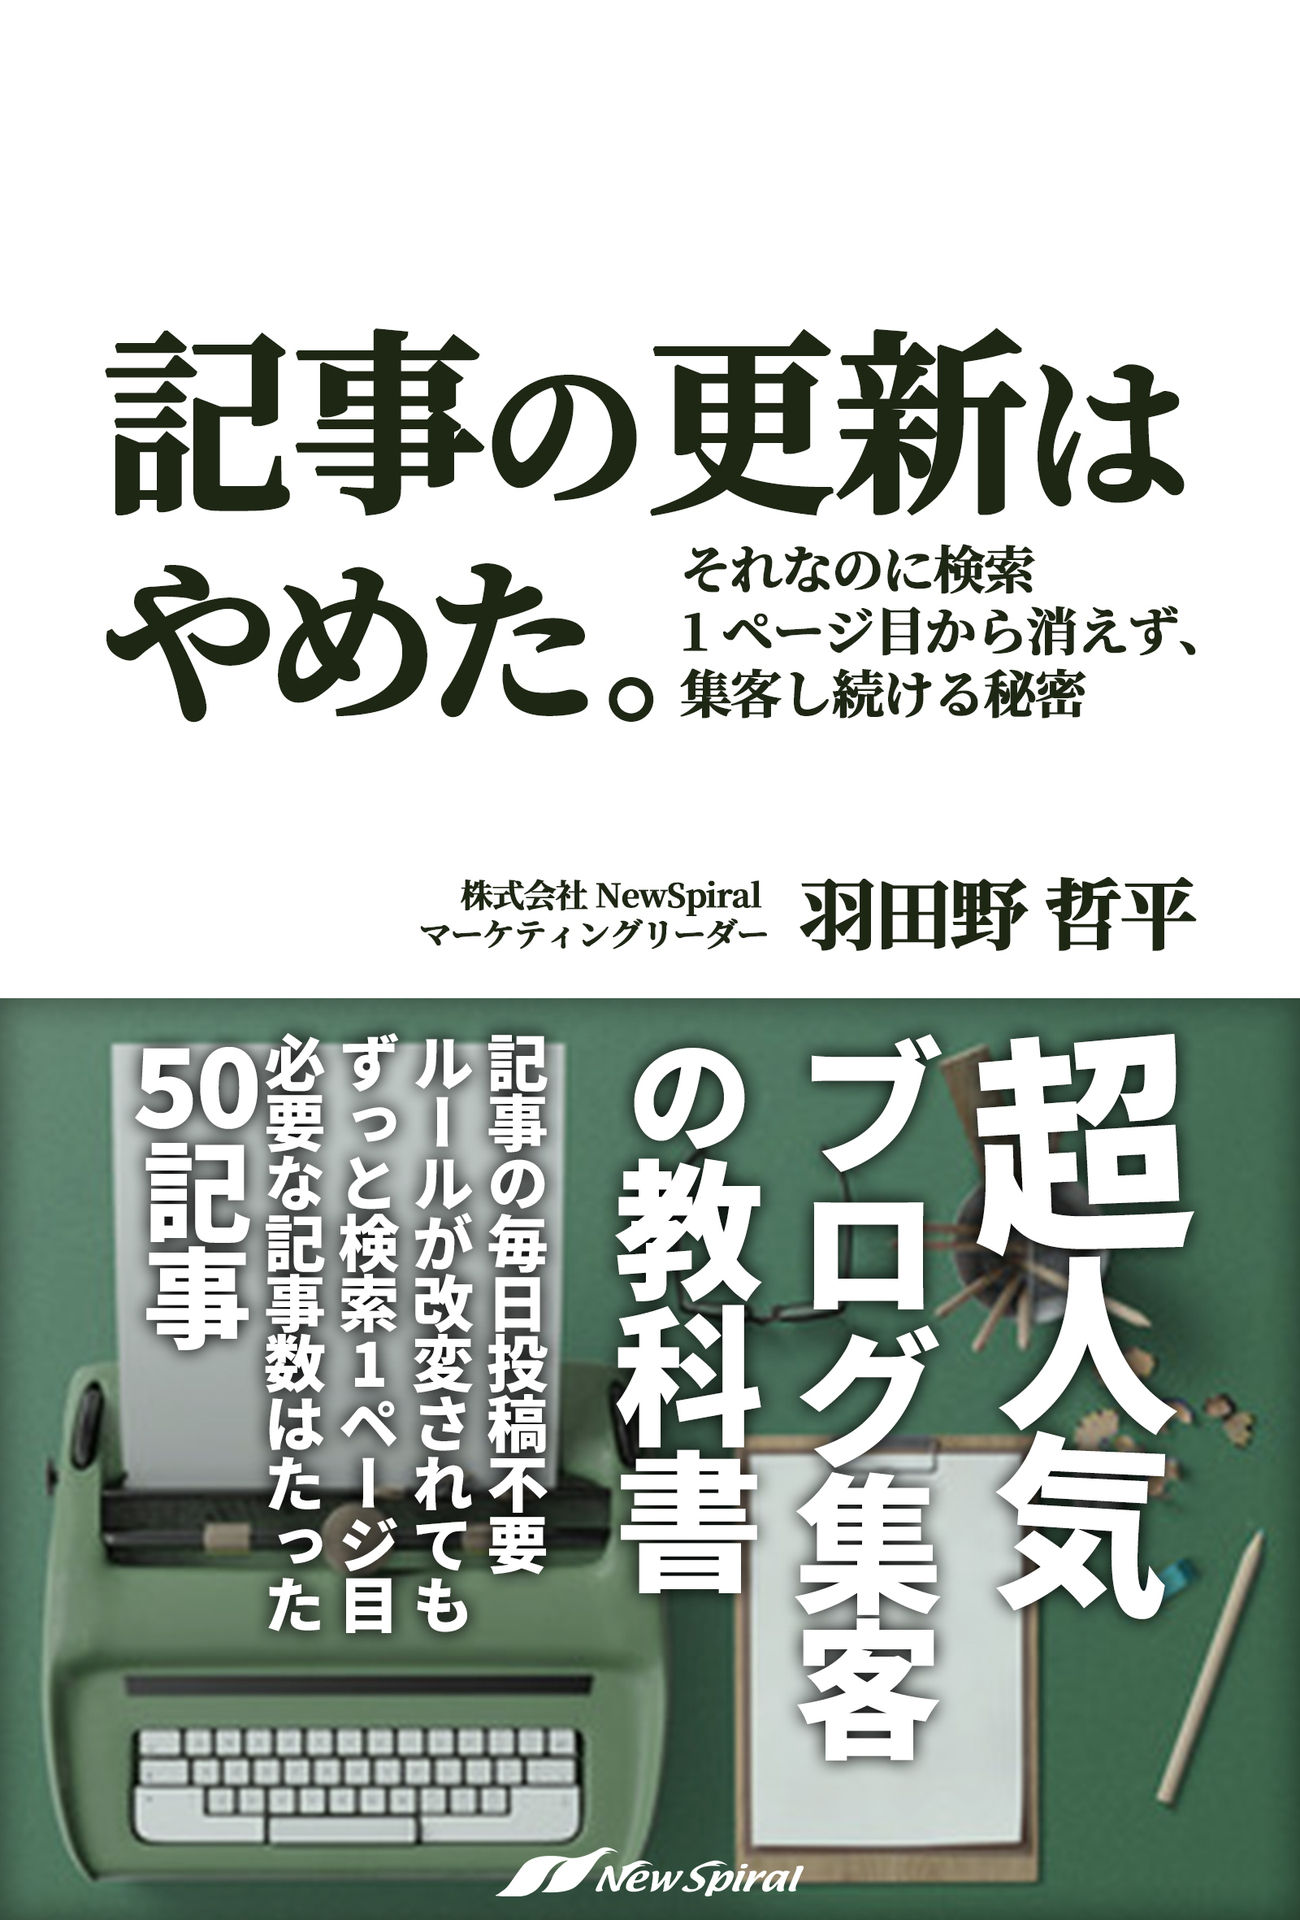 記事の更新は
やめた。
それなのに検索
1ページ目から消えず、
集客し続ける秘密
株式会社 NewSpiral
マーケティングリーダー
羽田野 哲平
超人気
ブログ集客
の教科書
記事の毎日投稿不要
ルールが改変されても
ずっと検索1ページ目
必要な記事数はたった
50記事
New Spiral